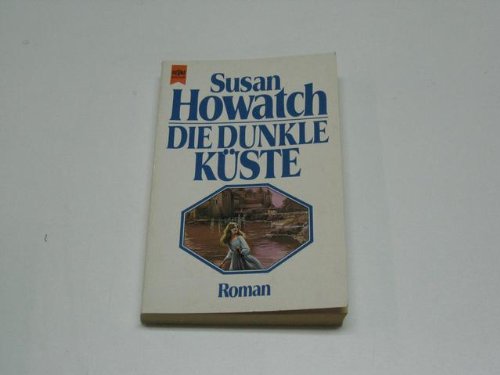 Susan
Howatch
DIE DUNKLE
KÜSTE
Roman